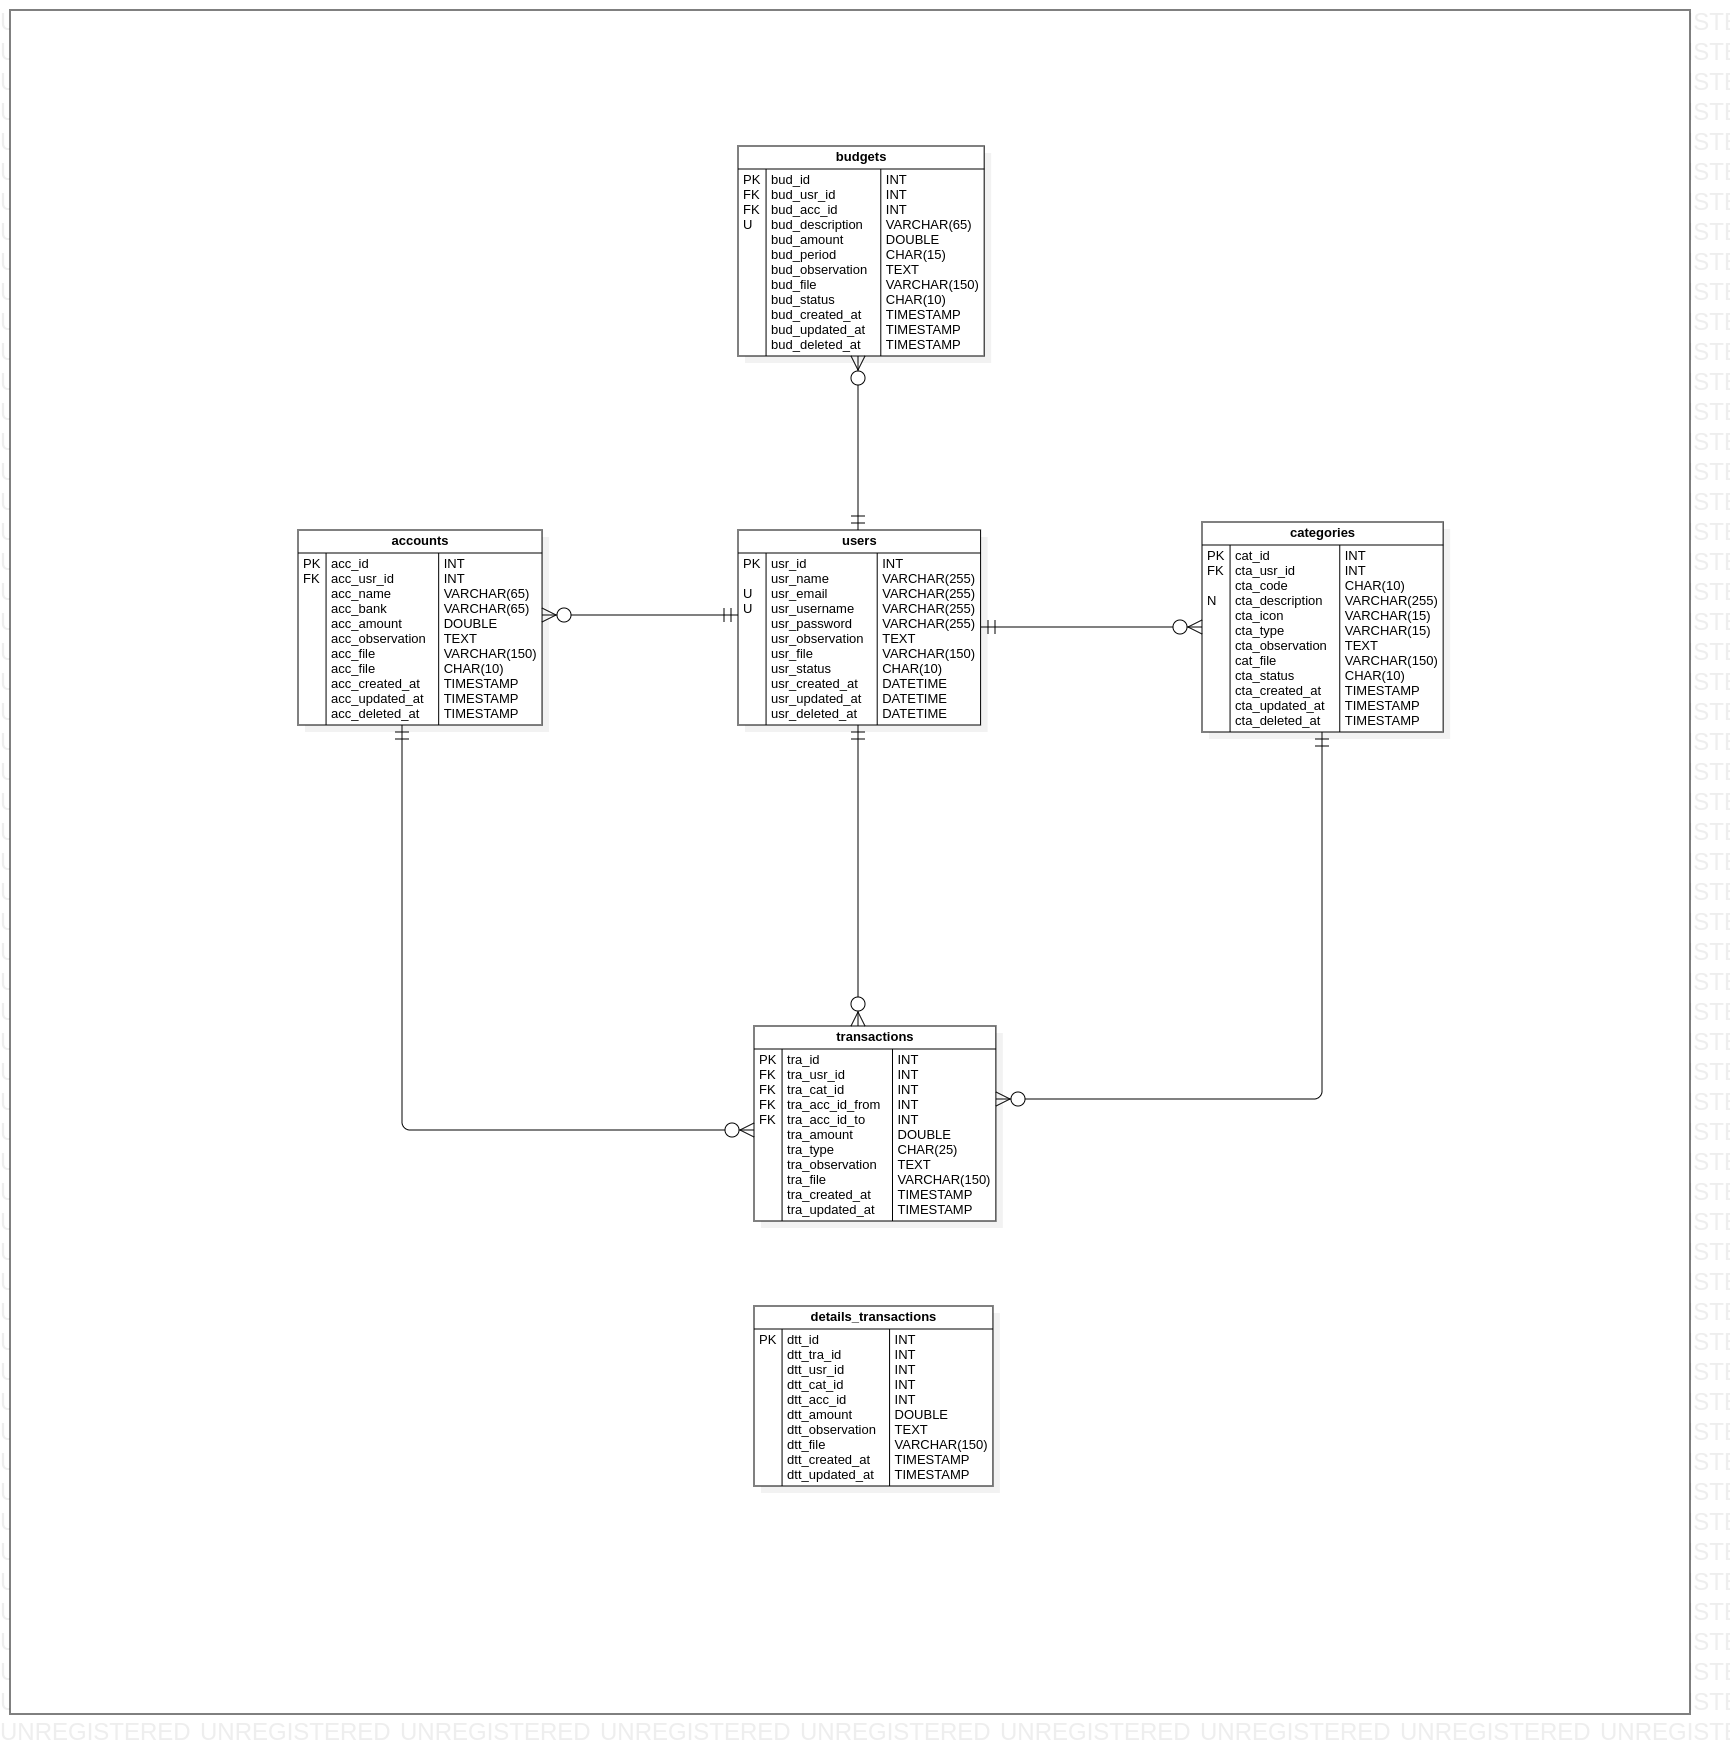 budgets
PK bud_id INT
FK bud_usr_id INT
FK bud_acc_id INT
U bud_description VARCHAR(65)
bud_amount DOUBLE
bud_period CHAR(15)
bud_observation TEXT
bud_file VARCHAR(150)
bud_status CHAR(10)
bud_created_at TIMESTAMP
bud_updated_at TIMESTAMP
bud_deleted_at TIMESTAMP
accounts
PK acc_id INT
FK acc_usr_id INT
acc_name VARCHAR(65)
acc_bank VARCHAR(65)
acc_amount DOUBLE
acc_observation TEXT
acc_file VARCHAR(150)
acc_file CHAR(10)
acc_created_at TIMESTAMP
acc_updated_at TIMESTAMP
acc_deleted_at TIMESTAMP
users
PK usr_id INT
usr_name VARCHAR(255)
U usr_email VARCHAR(255)
U usr_username VARCHAR(255)
usr_password VARCHAR(255)
usr_observation TEXT
usr_file VARCHAR(150)
usr_status CHAR(10)
usr_created_at DATETIME
usr_updated_at DATETIME
usr_deleted_at DATETIME
categories
PK cat_id INT
FK cta_usr_id INT
cta_code CHAR(10)
N cta_description VARCHAR(255)
cta_icon VARCHAR(15)
cta_type VARCHAR(15)
cta_observation TEXT
cat_file VARCHAR(150)
cta_status CHAR(10)
cta_created_at TIMESTAMP
cta_updated_at TIMESTAMP
cta_deleted_at TIMESTAMP
transactions
PK tra_id INT
FK tra_usr_id INT
FK tra_cat_id INT
FK tra_acc_id_from INT
FK tra_acc_id_to INT
tra_amount DOUBLE
tra_type CHAR(25)
tra_observation TEXT
tra_file VARCHAR(150)
tra_created_at TIMESTAMP
tra_updated_at TIMESTAMP
details_transactions
PK dtt_id INT
dtt_tra_id INT
dtt_usr_id INT
dtt_cat_id INT
dtt_acc_id INT
dtt_amount DOUBLE
dtt_observation TEXT
dtt_file VARCHAR(150)
dtt_created_at TIMESTAMP
dtt_updated_at TIMESTAMP
UNREGISTERED UNREGISTERED UNREGISTERED UNREGISTERED UNREGISTERED UNREGISTERED UNREGISTERED UNREGISTERED